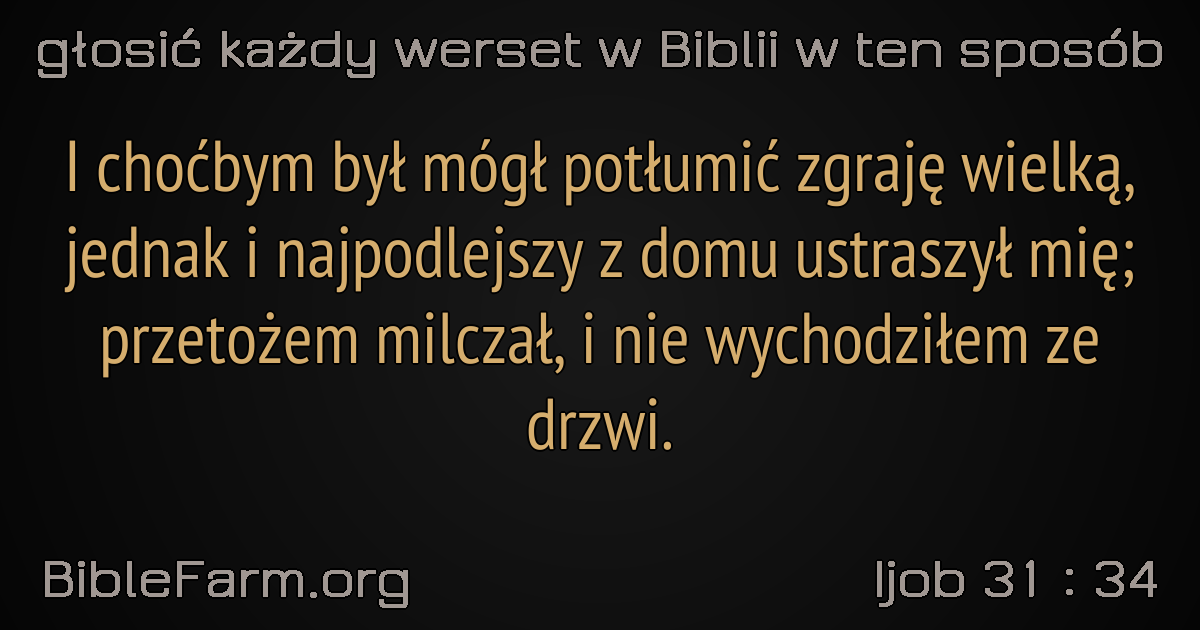 głosić każdy werset w Biblii w ten sposób
I choćbym był mógł potłumić zgraję wielką,
jednak i najpodlejszy z domu ustraszył mię;
przetożem milczał, i nie wychodziłem ze
drzwi.
BibleFarm.org
Ijob 31 : 34